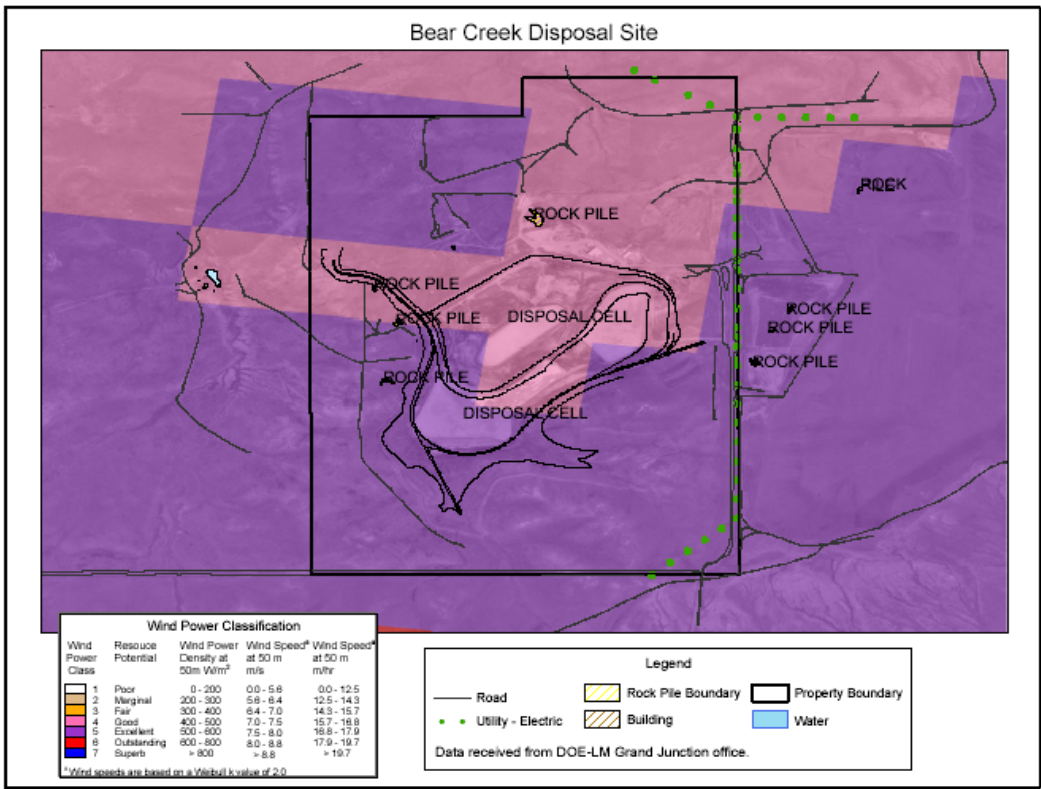 Bear Creek Disposal Site
ROCK
PILE
ROCK PILE
ROCK PILE
ROCK PILE
DISPOSAL CELL
ROCK PILE
ROCK PILE
ROCK PILE
ROCK PILE
DISPOSAL CELL
Wind Power Classification
Wind Power Class Resouce Potential Wind Power Density at 50m W/m² Wind Speedª at 50 m m/s Wind Speedª at 50 m m/hr
1 Poor 0 - 200 0.0 - 5.6 0.0 - 12.5
2 Marginal 200 - 300 5.6 - 6.4 12.5 - 14.3
3 Fair 300 - 400 6.4 - 7.0 14.3 - 15.7
4 Good 400 - 500 7.0 - 7.5 15.7 - 16.8
5 Excellent 500 - 600 7.5 - 8.0 16.8 - 17.9
6 Outstanding 600 - 800 8.0 - 8.8 17.9 - 19.7
7 Superb > 800 > 8.8 > 19.7
ª Wind speeds are based on a Weibull k value of 2.0
Legend
Road
Rock Pile Boundary
Property Boundary
Utility - Electric
Building
Water
Data received from DOE-LM Grand Junction office.